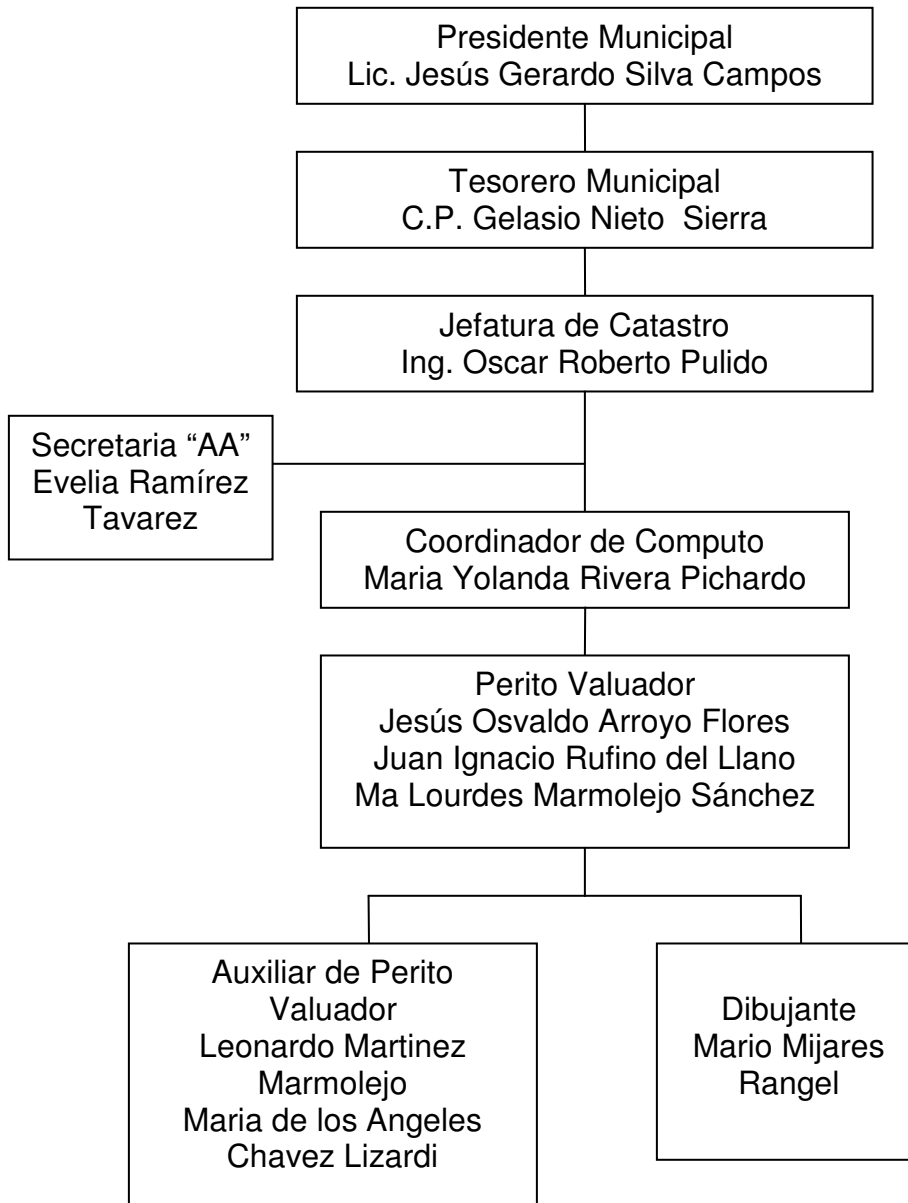 Presidente Municipal
Lic. Jesús Gerardo Silva Campos
Tesorero Municipal
C.P. Gelasio Nieto  Sierra
Jefatura de Catastro
Ing. Oscar Roberto Pulido
Secretaria “AA”
Evelia Ramírez
Tavarez
Coordinador de Computo
Maria Yolanda Rivera Pichardo
Perito Valuador
Jesús Osvaldo Arroyo Flores
Juan Ignacio Rufino del Llano
Ma Lourdes Marmolejo Sánchez
Auxiliar de Perito
Valuador
Leonardo Martinez
Marmolejo
Maria de los Angeles
Chavez Lizardi
Dibujante
Mario Mijares
Rangel